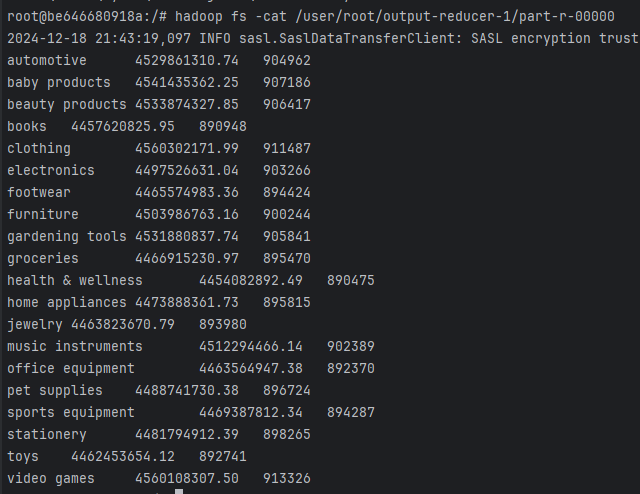 root@be646680918a:/# hadoop fs -cat /user/root/output-reducer-1/part-r-00000
2024-12-18 21:43:19,097 INFO sasl.SaslDataTransferClient: SASL encryption trust
automotive 4529861310.74 904962
baby products 4541435362.25 907186
beauty products 4533874327.85 906417
books 4457620825.95 890948
clothing 4560302171.99 911487
electronics 4497526631.04 903266
footwear 4465574983.36 894424
furniture 4503986763.16 900244
gardening tools 4531880837.74 905841
groceries 4466915230.97 895470
health & wellness 4454082892.49 890475
home appliances 4473888361.73 895815
jewelry 4463823670.79 893980
music instruments 4512294466.14 902389
office equipment 4463564947.38 892370
pet supplies 4488741730.38 896724
sports equipment 4469387812.34 894287
stationery 4481794912.39 898265
toys 4462453654.12 892741
video games 4560108307.50 913326